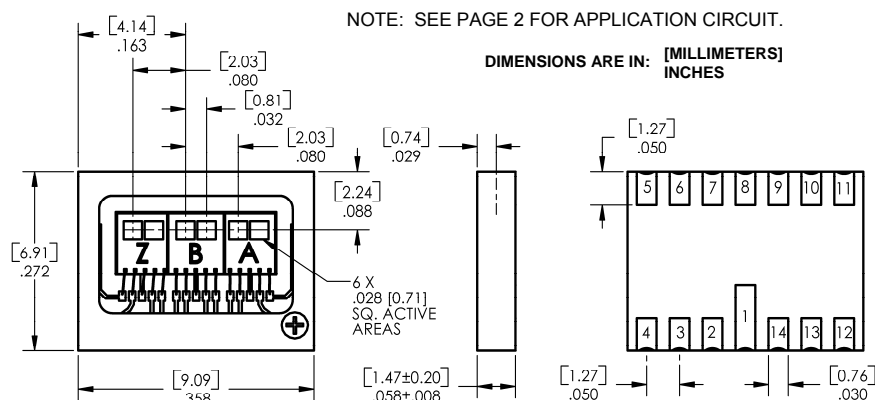 NOTE: SEE PAGE 2 FOR APPLICATION CIRCUIT.
DIMENSIONS ARE IN: [MILLIMETERS]
INCHES
[4.14]
.163
[2.03]
.080
[0.81]
.032
[2.03]
.080
[2.24]
.088
[6.91]
.272
Z B A
6 X
.028 [0.71]
SQ. ACTIVE
AREAS
[9.09]
.358
[0.74]
.029
[1.47±0.20]
.058±.008
[1.27]
.050
5 6 7 8 9 10 11
1
4 3 2 14 13 12
[1.27]
.050
[0.76]
.030